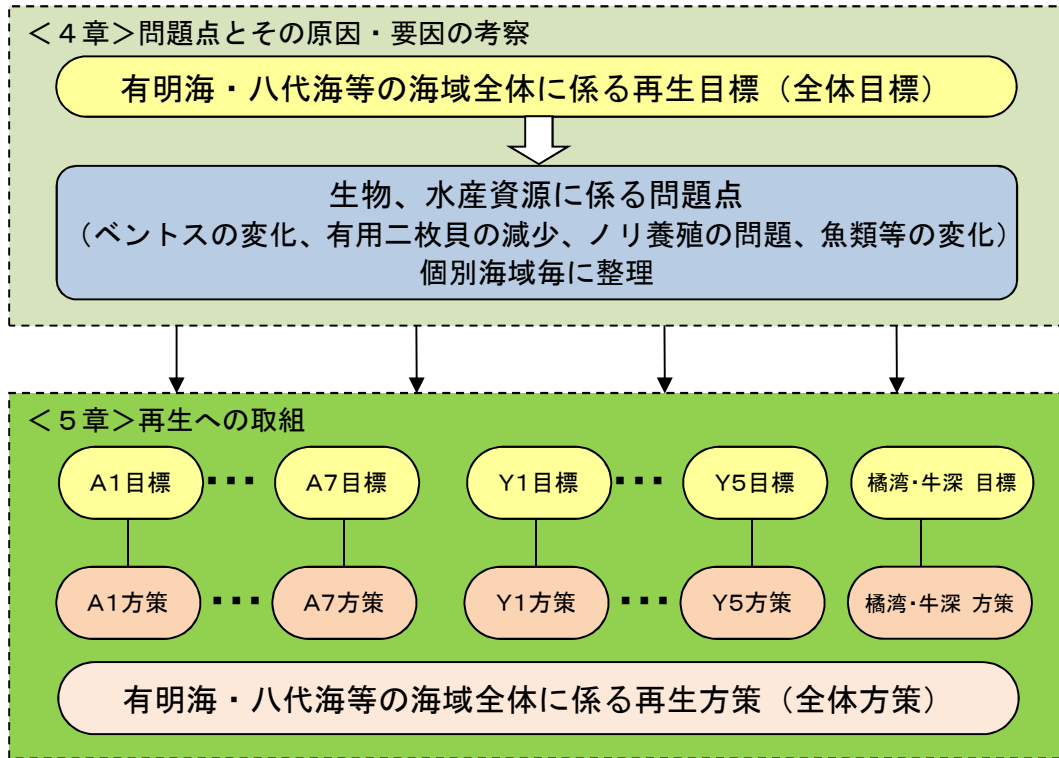 ＜４章＞問題点とその原因・要因の考察
有明海・八代海等の海域全体に係る再生目標（全体目標）
生物、水産資源に係る問題点
（ベントスの変化、有用二枚貝の減少、ノリ養殖の問題、魚類等の変化）
個別海域毎に整理
＜５章＞再生への取組
A1目標 ・・・ A7目標 Y1目標 ・・・ Y5目標 橘湾・牛深 目標
A1方策 ・・・ A7方策 Y1方策 ・・・ Y5方策 橘湾・牛深 方策
有明海・八代海等の海域全体に係る再生方策（全体方策）